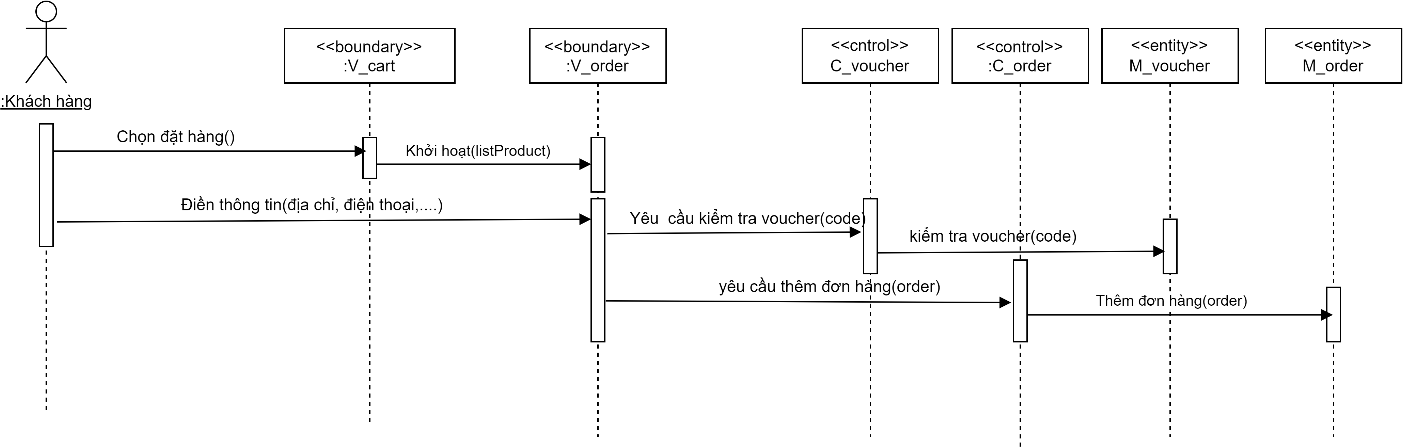 <<boundary>>
:V_cart
<<boundary>>
:V_order
<<cntrol>>
C_voucher
<<control>>
:C_order
<<entity>>
M_voucher
<<entity>>
M_order
:Khách hàng
Chọn đặt hàng()
Khởi hoạt(listProduct)
Điền thông tin(địa chỉ, điện thoại,....)
Yêu cầu kiểm tra voucher(code)
kiểm tra voucher(code)
yêu cầu thêm đơn hàng(order)
Thêm đơn hàng(order)